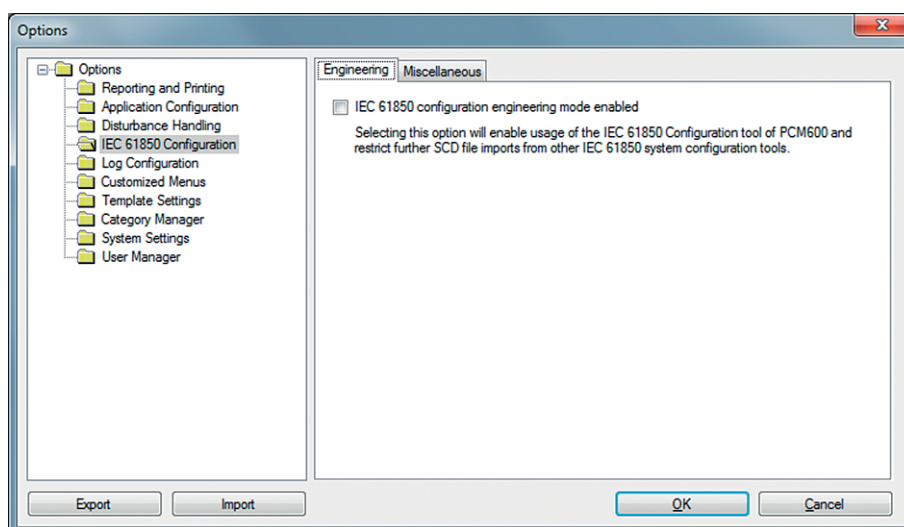 Options
Options
Reporting and Printing
Application Configuration
Disturbance Handling
IEC 61850 Configuration
Log Configuration
Customized Menus
Template Settings
Category Manager
System Settings
User Manager
Engineering
Miscellaneous
IEC 61850 configuration engineering mode enabled
Selecting this option will enable usage of the IEC 61850 Configuration tool of PCM600 and
restrict further SCD file imports from other IEC 61850 system configuration tools.
Export
Import
OK
Cancel